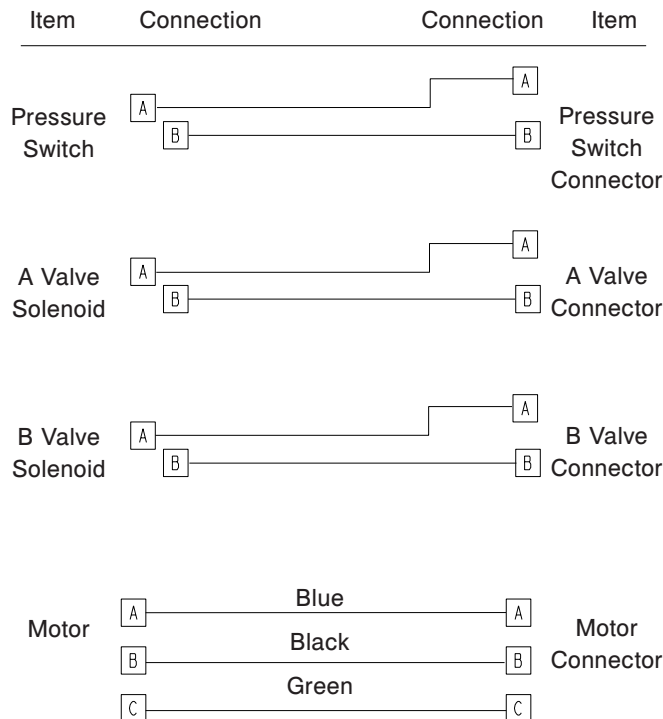 Item Connection Connection Item
A
A
Pressure
Switch
B B
Pressure
Switch
Connector
A
A
A Valve
Solenoid
B B
A Valve
Connector
A
A
B Valve
Solenoid
B B
B Valve
Connector
Motor
A Blue A
B Black B
C Green C
Motor
Connector